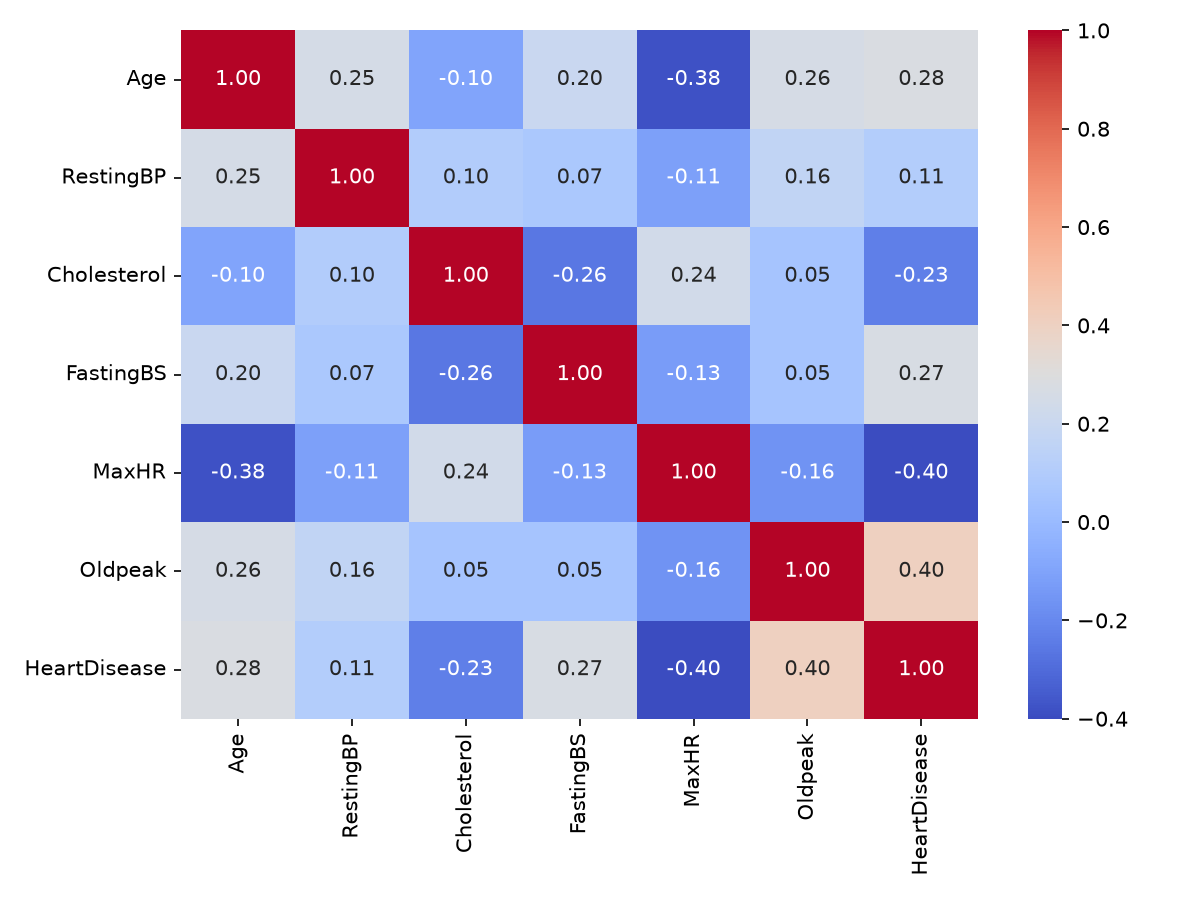 Age 1.00 0.25 -0.10 0.20 -0.38 0.26 0.28
RestingBP 0.25 1.00 0.10 0.07 -0.11 0.16 0.11
Cholesterol -0.10 0.10 1.00 -0.26 0.24 0.05 -0.23
FastingBS 0.20 0.07 -0.26 1.00 -0.13 0.05 0.27
MaxHR -0.38 -0.11 0.24 -0.13 1.00 -0.16 -0.40
Oldpeak 0.26 0.16 0.05 0.05 -0.16 1.00 0.40
HeartDisease 0.28 0.11 -0.23 0.27 -0.40 0.40 1.00
Age
RestingBP
Cholesterol
FastingBS
MaxHR
Oldpeak
HeartDisease
1.0
0.8
0.6
0.4
0.2
0.0
−0.2
−0.4